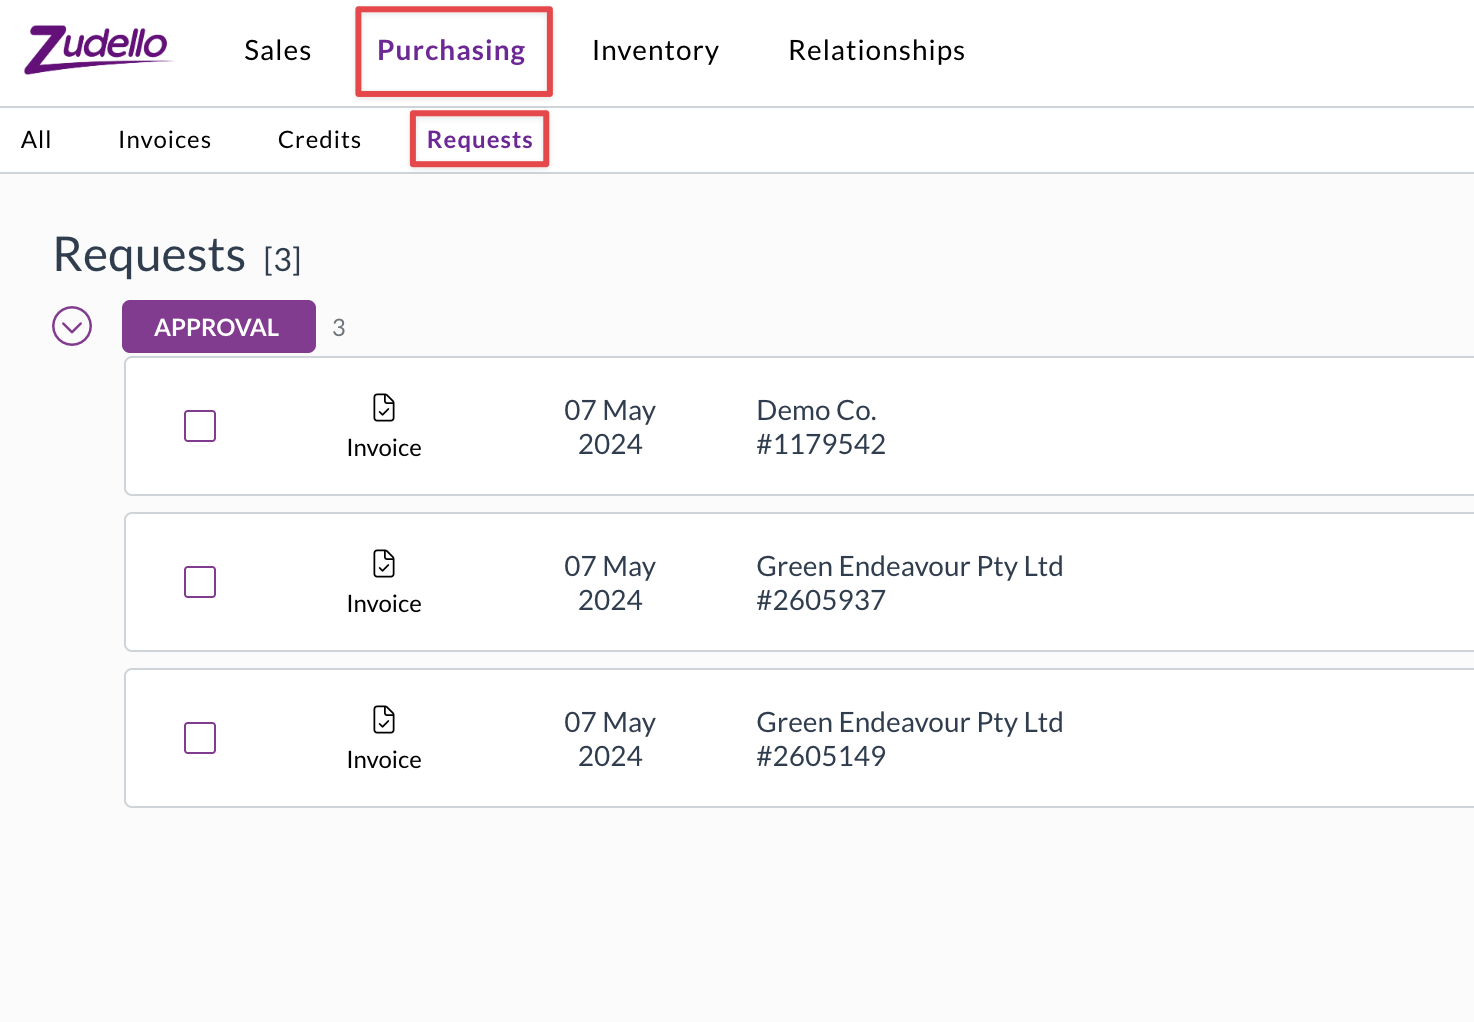 Zudello
Sales Purchasing Inventory Relationships
All Invoices Credits Requests
Requests [3]
APPROVAL 3
Invoice
07 May
2024
Demo Co.
#1179542
Invoice
07 May
2024
Green Endeavour Pty Ltd
#2605937
Invoice
07 May
2024
Green Endeavour Pty Ltd
#2605149